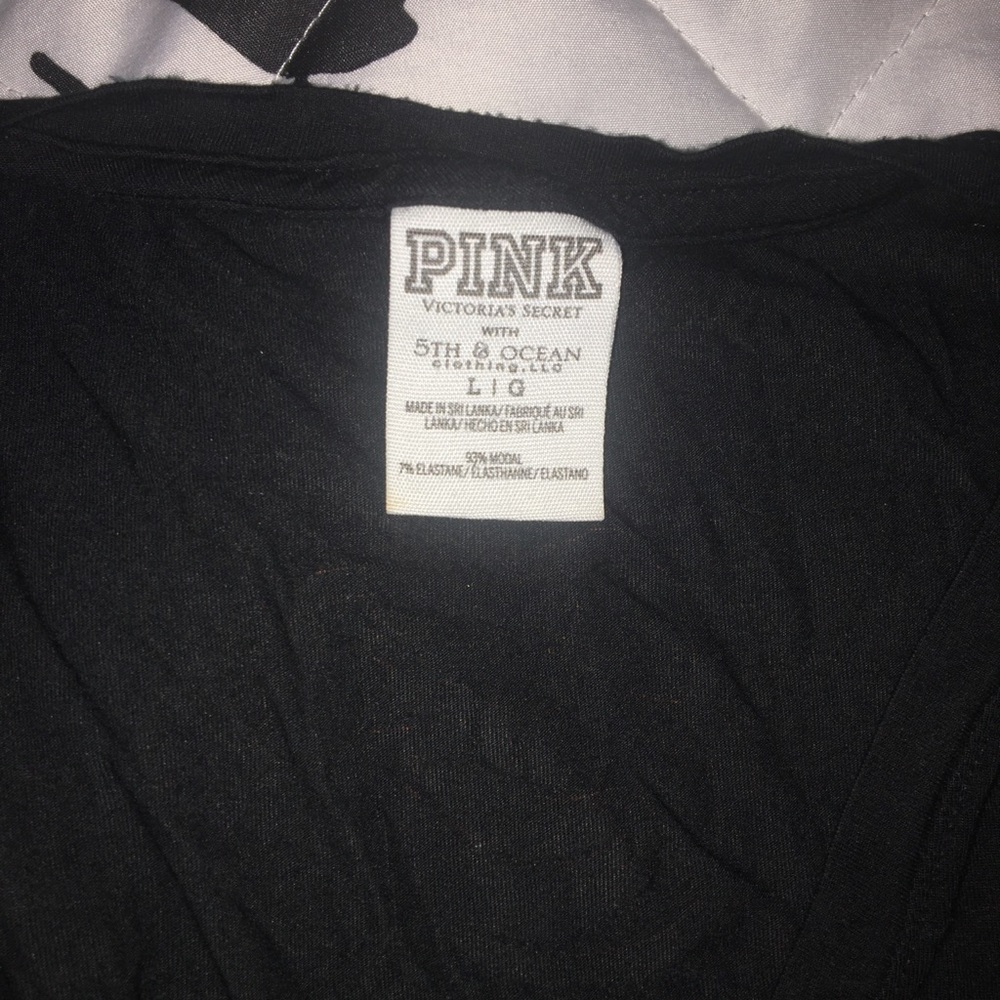 PINK
VICTORIA'S SECRET
WITH
5TH & OCEAN
clothing, LLC
L | G
MADE IN SRI LANKA/ FABRIQUÉ AU SRI
LANKA/ HECHO EN SRI LANKA
93% MODAL
7% ELASTANE/ ÉLASTHANNE/ ELASTANO